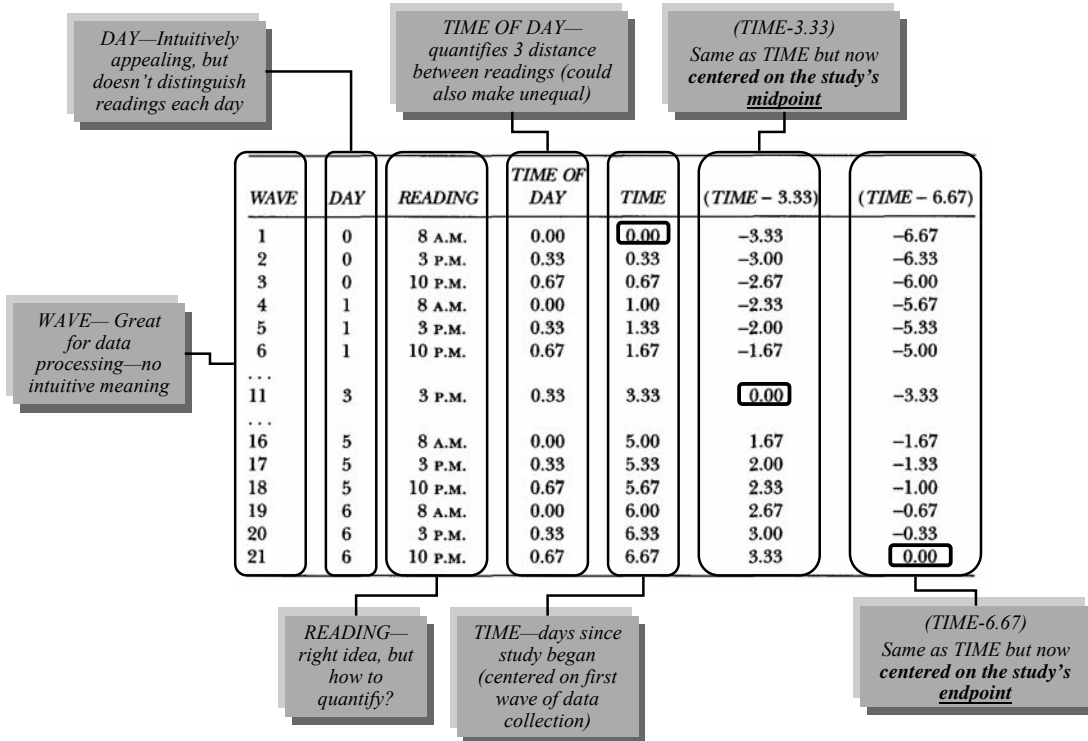 DAY—Intuitively
appealing, but
doesn't distinguish
readings each day
TIME OF DAY—
quantifies 3 distance
between readings (could
also make unequal)
(TIME-3.33)
Same as TIME but now
centered on the study's
midpoint
WAVE DAY READING TIME OF DAY TIME (TIME – 3.33) (TIME – 6.67)
1 0 8 A.M. 0.00 0.00 –3.33 –6.67
2 0 3 P.M. 0.33 0.33 –3.00 –6.33
3 0 10 P.M. 0.67 0.67 –2.67 –6.00
4 1 8 A.M. 0.00 1.00 –2.33 –5.67
5 1 3 P.M. 0.33 1.33 –2.00 –5.33
6 1 10 P.M. 0.67 1.67 –1.67 –5.00
. . .
11 3 3 P.M. 0.33 3.33 0.00 –3.33
. . .
16 5 8 A.M. 0.00 5.00 1.67 –1.67
17 5 3 P.M. 0.33 5.33 2.00 –1.33
18 5 10 P.M. 0.67 5.67 2.33 –1.00
19 6 8 A.M. 0.00 6.00 2.67 –0.67
20 6 3 P.M. 0.33 6.33 3.00 –0.33
21 6 10 P.M. 0.67 6.67 3.33 0.00
WAVE— Great
for data
processing—no
intuitive meaning
READING—
right idea, but
how to
quantify?
TIME—days since
study began
(centered on first
wave of data
collection)
(TIME-6.67)
Same as TIME but now
centered on the study's
endpoint